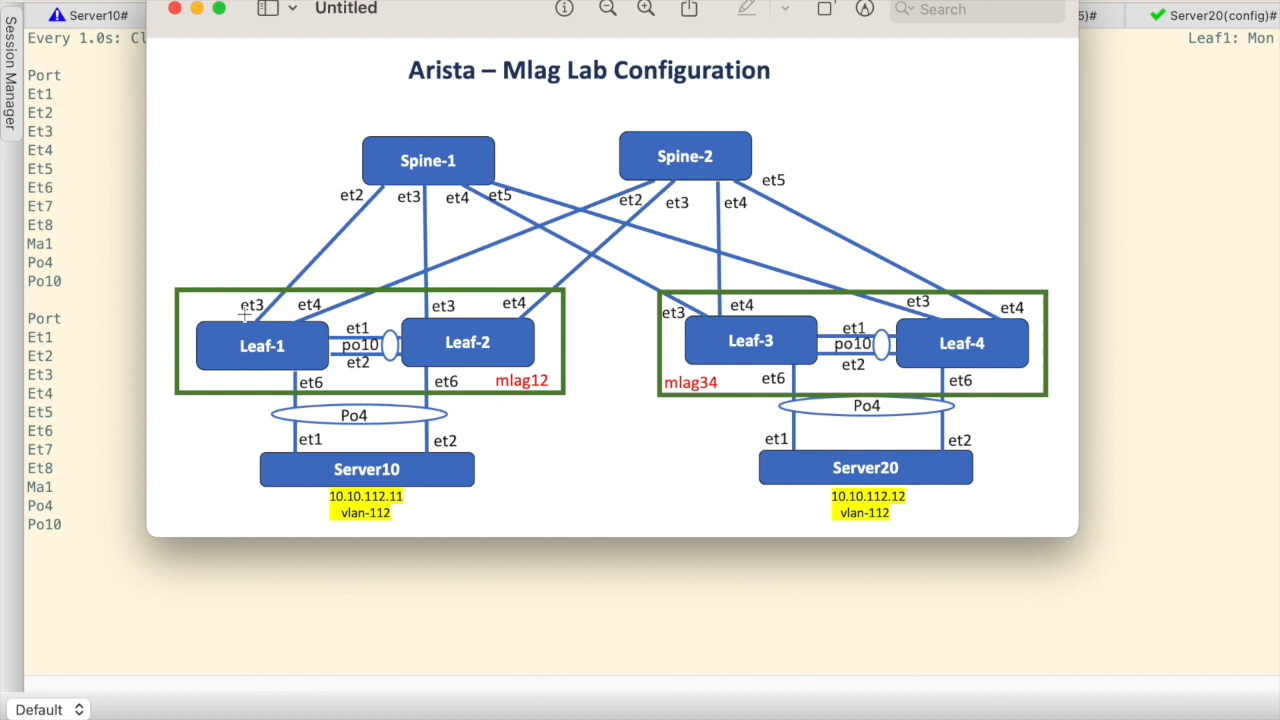 Server10#
Untitled
Search
5)#
Server20(config)#
Session Manager
Every 1.0s: Cl
Leaf1: Mon
Port
Et1
Et2
Et3
Et4
Et5
Et6
Et7
Et8
Ma1
Po4
Po10
Port
Et1
Et2
Et3
Et4
Et5
Et6
Et7
Et8
Ma1
Po4
Po10
Arista – Mlag Lab Configuration
Spine-1
Spine-2
et2
et3
et4
et5
et2
et3
et4
et5
et3
et4
et3
et4
et3
et4
et3
et4
Leaf-1
et1
po10
et2
Leaf-2
Leaf-3
et1
po10
et2
Leaf-4
et6
et6
mlag12
mlag34
et6
et6
Po4
Po4
et1
et2
et1
et2
Server10
Server20
10.10.112.11
vlan-112
10.10.112.12
vlan-112
Default